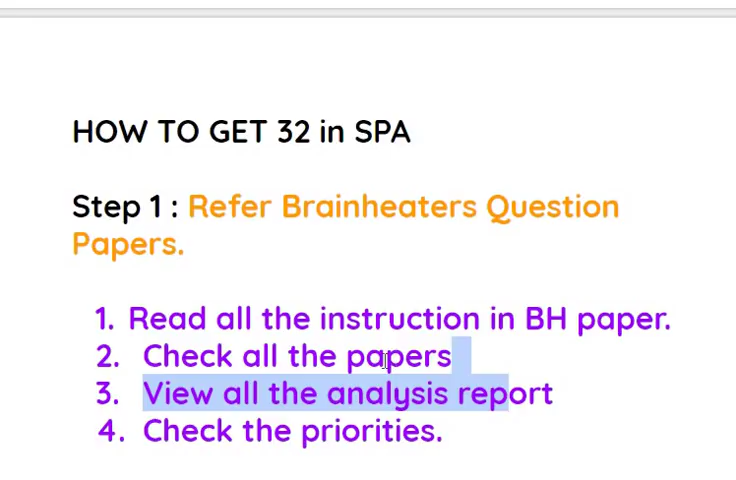 HOW TO GET 32 in SPA
Step 1 : Refer Brainheaters Question
Papers.
1. Read all the instruction in BH paper.
2. Check all the papers
3. View all the analysis report
4. Check the priorities.